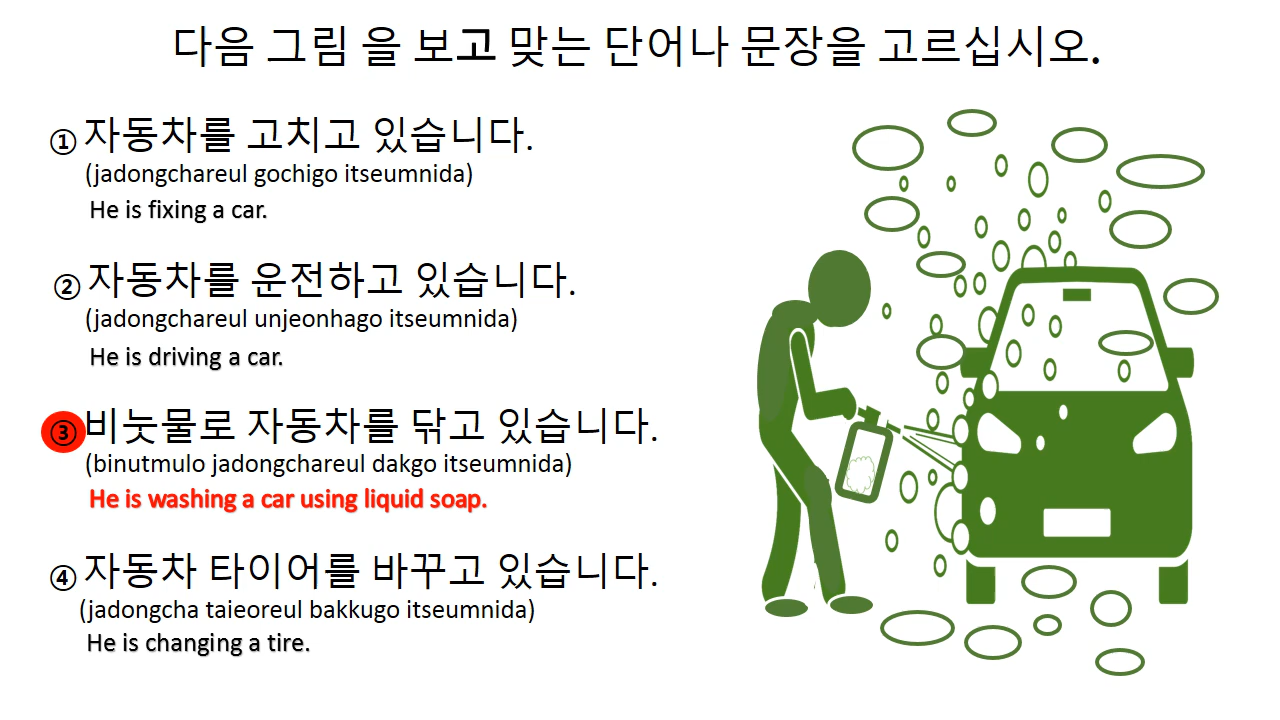 다음 그림 을 보고 맞는 단어나 문장을 고르십시오.
① 자동차를 고치고 있습니다.
(jadongchareul gochigo itseumnida)
He is fixing a car.
② 자동차를 운전하고 있습니다.
(jadongchareul unjeonhago itseumnida)
He is driving a car.
③ 비눗물로 자동차를 닦고 있습니다.
(binutmulo jadongchareul dakgo itseumnida)
He is washing a car using liquid soap.
④ 자동차 타이어를 바꾸고 있습니다.
(jadongcha taieoreul bakkugo itseumnida)
He is changing a tire.